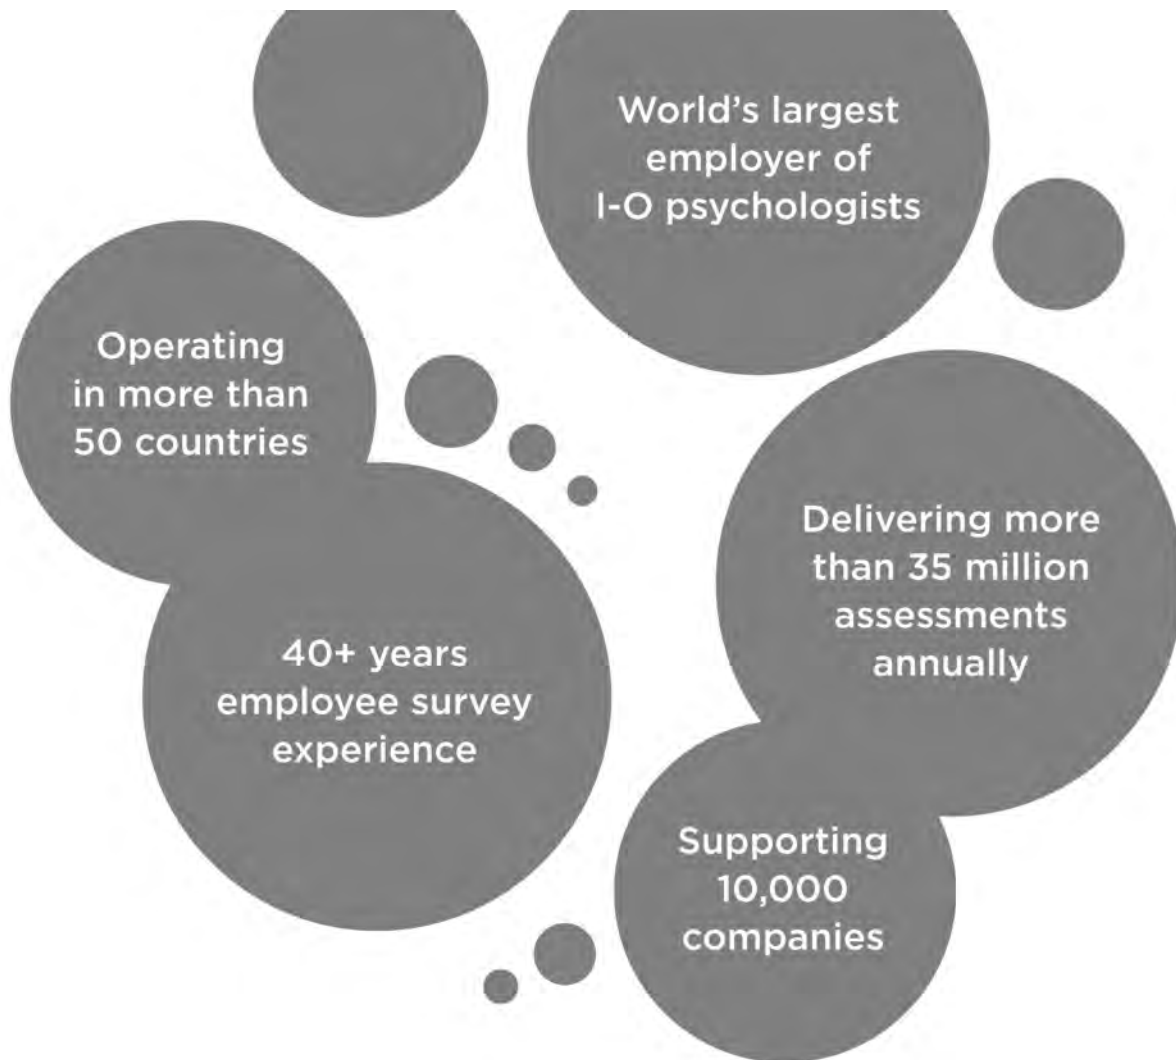 World's largest
employer of
I-O psychologists
Operating
in more than
50 countries
Delivering more
than 35 million
assessments
annually
40+ years
employee survey
experience
Supporting
10,000
companies